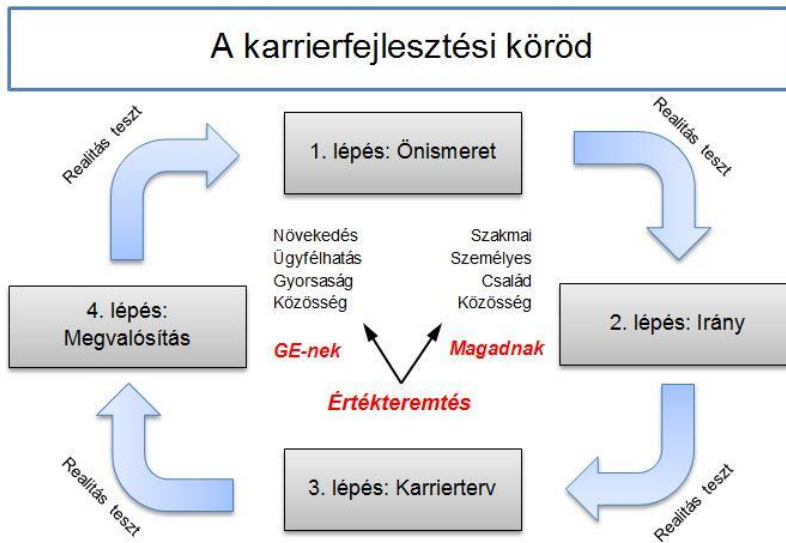 A karrierfejlesztési köröd
Realitás teszt
Realitás teszt
1. lépés: Önismeret
Növekedés
Ügyfélhatás
Gyorsaság
Közösség
Szakmai
Személyes
Család
Közösség
4. lépés:
Megvalósítás
2. lépés: Irány
GE-nek
Magadnak
Értékteremtés
3. lépés: Karrierterv
Realitás teszt
Realitás teszt